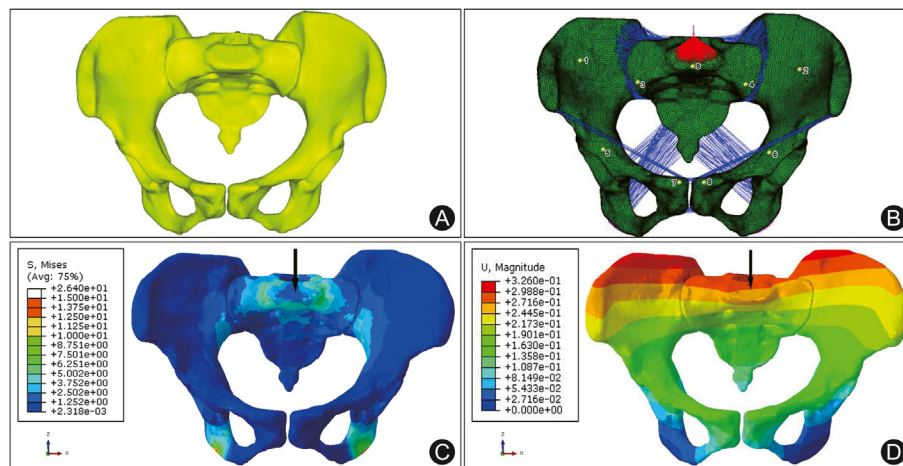 A
1
2
3
9
4
5
6
7
8
B
S, Mises
(Avg: 75%)
+2.640e+01
+1.500e+01
+1.375e+01
+1.250e+01
+1.125e+01
+1.000e+01
+8.751e+00
+7.501e+00
+6.251e+00
+5.002e+00
+3.752e+00
+2.502e+00
+1.252e+00
+2.318e-03
z
x
C
U, Magnitude
+3.260e-01
+2.988e-01
+2.716e-01
+2.445e-01
+2.173e-01
+1.901e-01
+1.630e-01
+1.358e-01
+1.087e-01
+8.149e-02
+5.433e-02
+2.716e-02
+0.000e+00
z
x
D